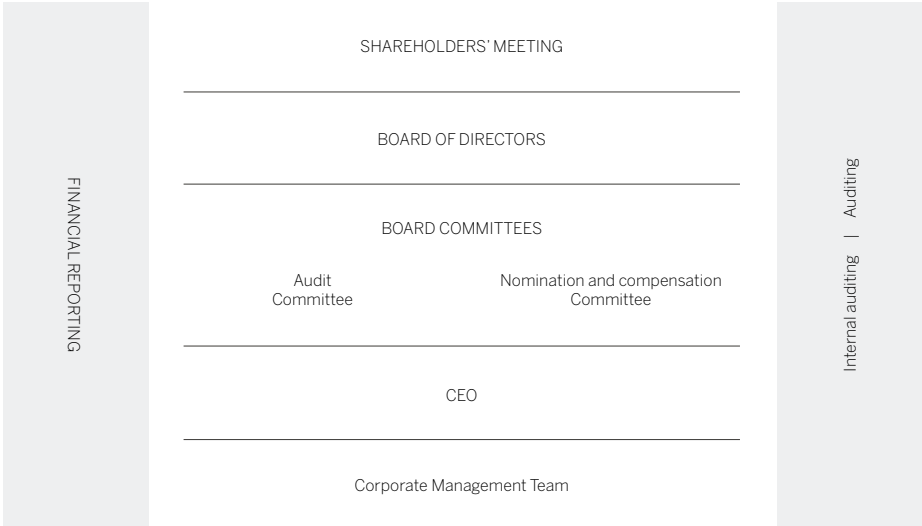 FINANCIAL REPORTING
SHAREHOLDERS’ MEETING
BOARD OF DIRECTORS
BOARD COMMITTEES
Audit
Committee
Nomination and compensation
Committee
CEO
Corporate Management Team
Internal auditing | Auditing